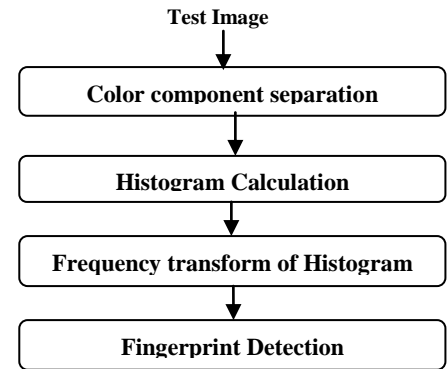 Test Image
Color component separation
Histogram Calculation
Frequency transform of Histogram
Fingerprint Detection